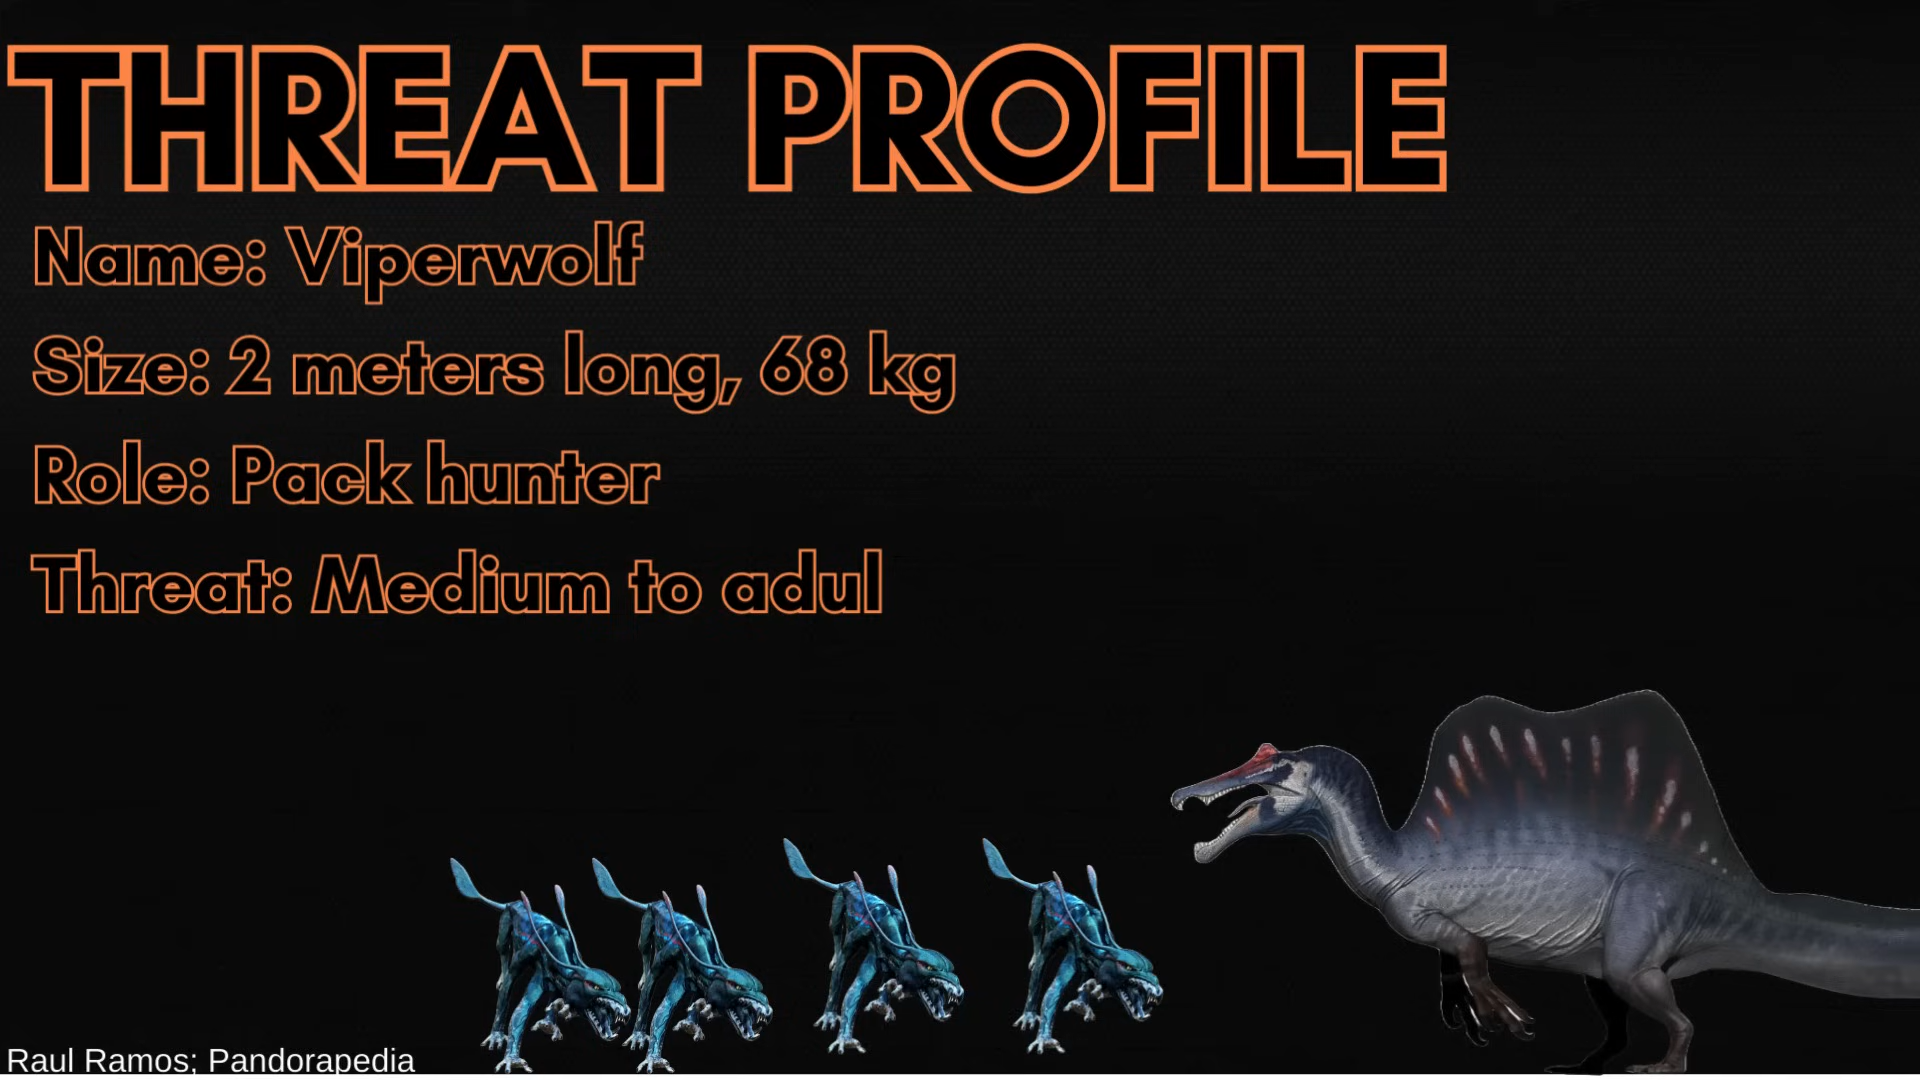 THREAT PROFILE
Name: Viperwolf
Size: 2 meters long, 68 kg
Role: Pack hunter
Threat: Medium to adul
Raul Ramos; Pandorapedia